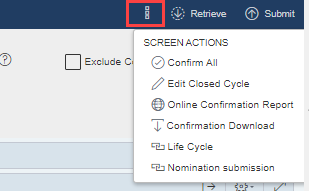 Retrieve Submit
SCREEN ACTIONS
Exclude
Confirm All
Edit Closed Cycle
Online Confirmation Report
Confirmation Download
Life Cycle
Nomination submission